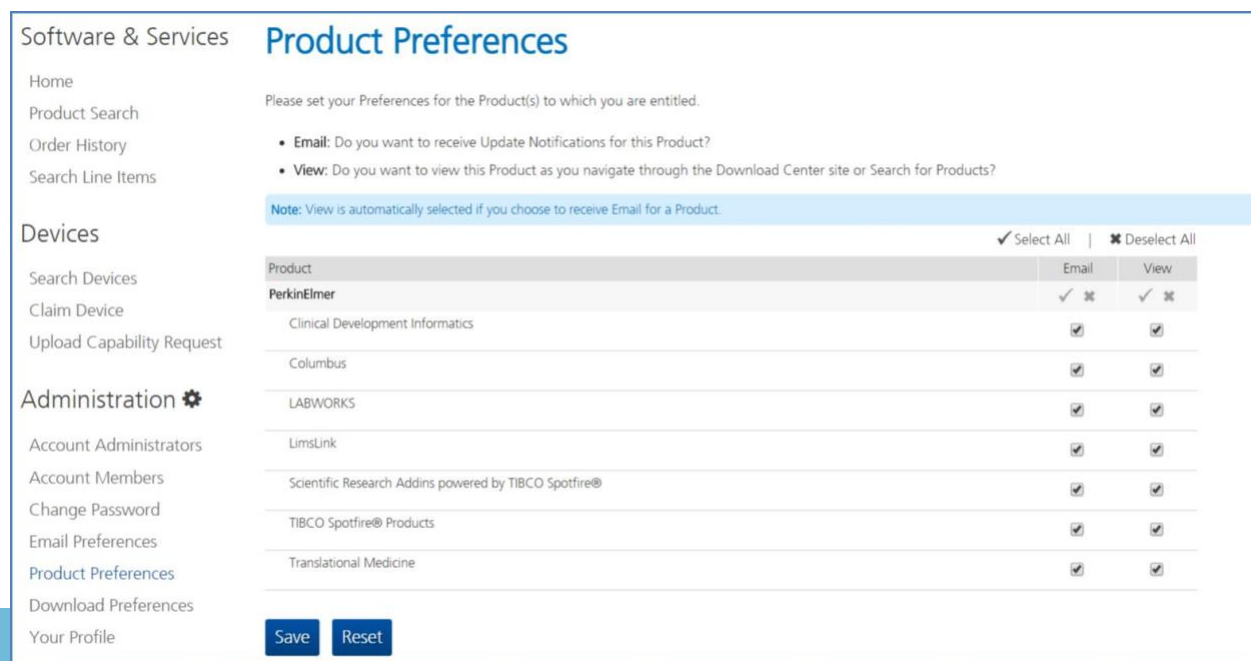 Software & Services
Home
Product Search
Order History
Search Line Items
Devices
Search Devices
Claim Device
Upload Capability Request
Administration
Account Administrators
Account Members
Change Password
Email Preferences
Product Preferences
Download Preferences
Your Profile
Product Preferences
Please set your Preferences for the Product(s) to which you are entitled.
• Email: Do you want to receive Update Notifications for this Product?
• View: Do you want to view this Product as you navigate through the Download Center site or Search for Products?
Note: View is automatically selected if you choose to receive Email for a Product.
✓ Select All | ✖ Deselect All
Product Email View
PerkinElmer
Clinical Development Informatics
Columbus
LABWORKS
LimsLink
Scientific Research Addins powered by TIBCO Spotfire®
TIBCO Spotfire® Products
Translational Medicine
Save Reset